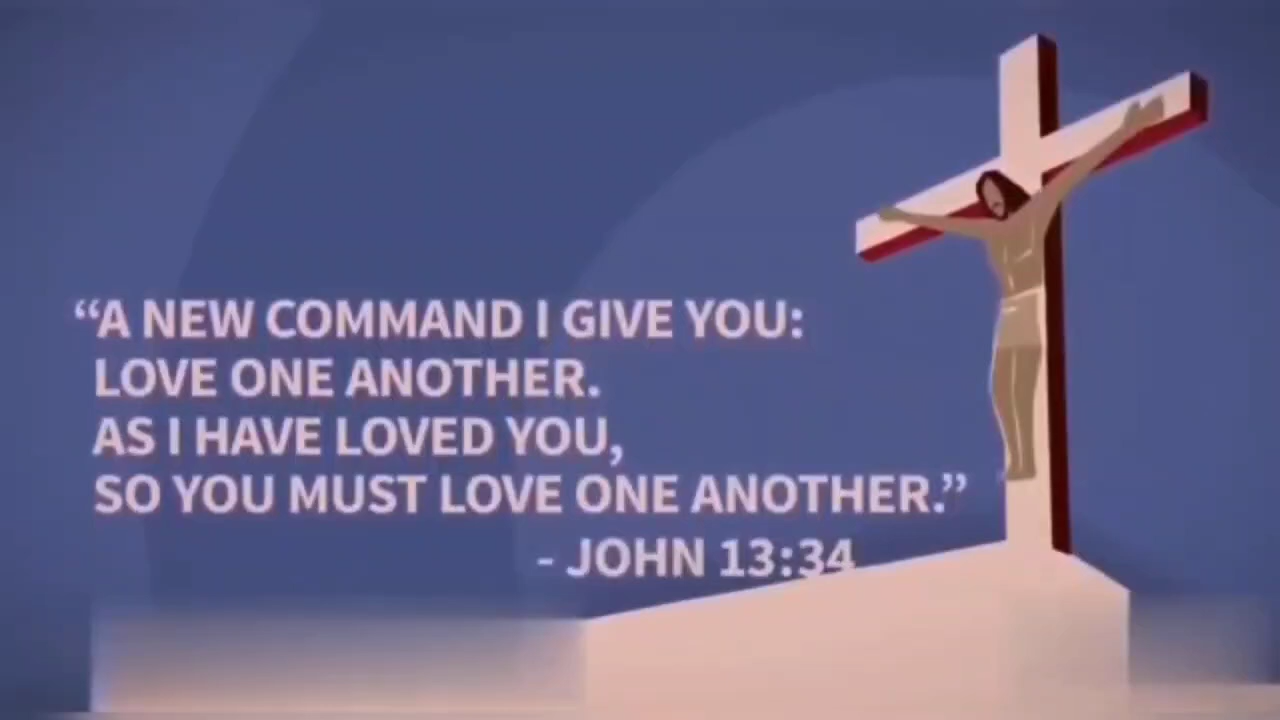 “A NEW COMMAND I GIVE YOU:
LOVE ONE ANOTHER.
AS I HAVE LOVED YOU,
SO YOU MUST LOVE ONE ANOTHER.”
- JOHN 13:34